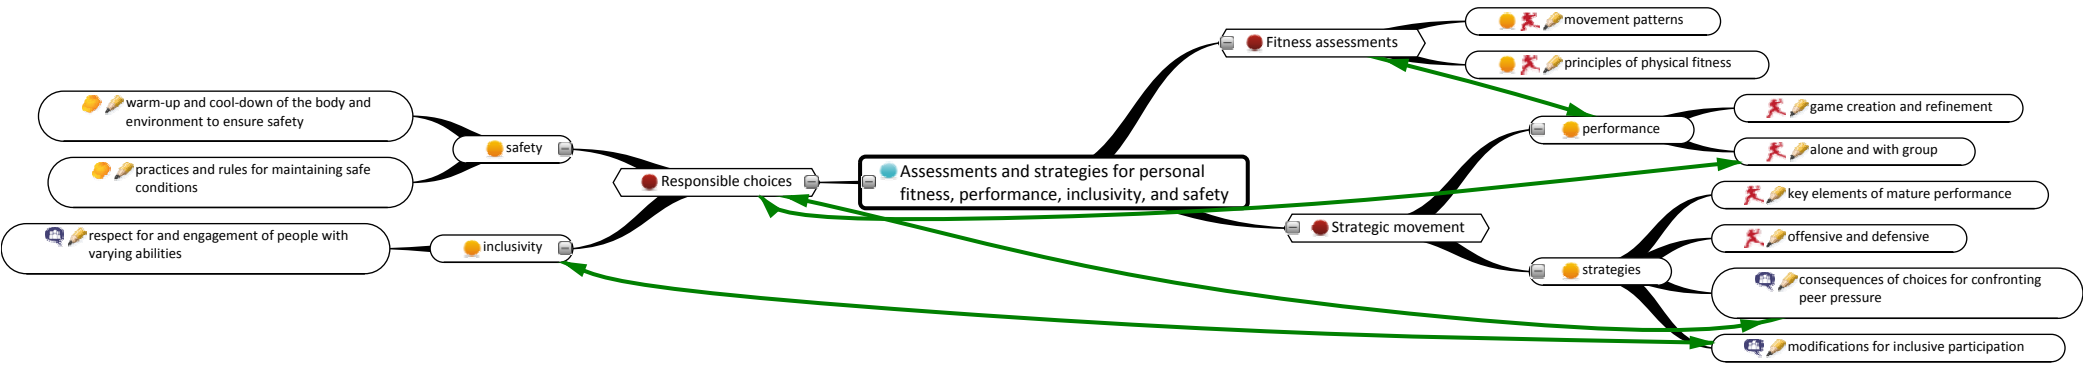 Assessments and strategies for personal
fitness, performance, inclusivity, and safety
Fitness assessments
movement patterns
principles of physical fitness
Strategic movement
performance
game creation and refinement
alone and with group
strategies
key elements of mature performance
offensive and defensive
consequences of choices for confronting
peer pressure
modifications for inclusive participation
Responsible choices
safety
warm-up and cool-down of the body and
environment to ensure safety
practices and rules for maintaining safe
conditions
inclusivity
respect for and engagement of people with
varying abilities